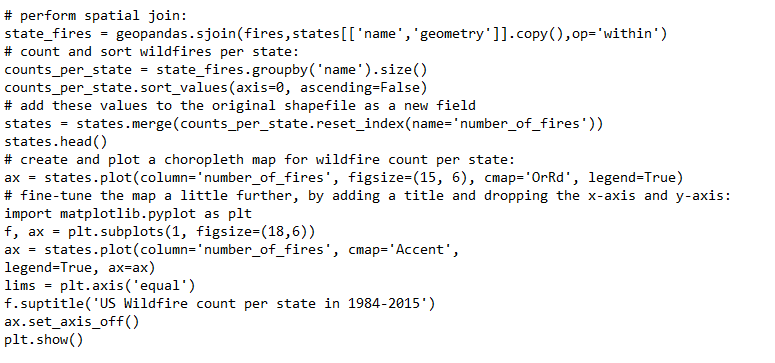 # perform spatial join:
state_fires = geopandas.sjoin(fires,states[['name','geometry']].copy(),op='within')
# count and sort wildfires per state:
counts_per_state = state_fires.groupby('name').size()
counts_per_state.sort_values(axis=0, ascending=False)
# add these values to the original shapefile as a new field
states = states.merge(counts_per_state.reset_index(name='number_of_fires'))
states.head()
# create and plot a choropleth map for wildfire count per state:
ax = states.plot(column='number_of_fires', figsize=(15, 6), cmap='OrRd', legend=True)
# fine-tune the map a little further, by adding a title and dropping the x-axis and y-axis:
import matplotlib.pyplot as plt
f, ax = plt.subplots(1, figsize=(18,6))
ax = states.plot(column='number_of_fires', cmap='Accent',
legend=True, ax=ax)
lims = plt.axis('equal')
f.suptitle('US Wildfire count per state in 1984-2015')
ax.set_axis_off()
plt.show()